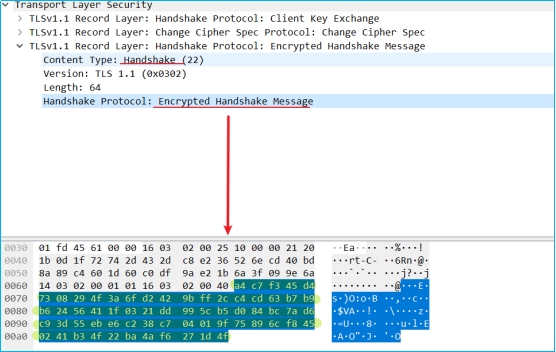 Transport Layer Security
TLSv1.1 Record Layer: Handshake Protocol: Client Key Exchange
TLSv1.1 Record Layer: Change Cipher Spec Protocol: Change Cipher Spec
TLSv1.1 Record Layer: Handshake Protocol: Encrypted Handshake Message
Content Type: Handshake (22)
Version: TLS 1.1 (0x0302)
Length: 64
Handshake Protocol: Encrypted Handshake Message
0030 01 fd 45 61 00 00 16 03 02 00 25 10 00 00 21 20 ··Ea···· ··%···!
0040 1b 0d 1f 72 74 2d 43 2d c8 e2 36 52 6e cd 40 bd ···rt-C- ··6Rn·@·
0050 8a 89 c4 60 1d 60 c0 df 9a e2 1b 6a 3f 09 9e 6a ···`·`·· ···j?··j
0060 14 03 02 00 01 01 16 03 02 00 40 a4 c7 f3 45 d4 ········ ··@···E·
0070 73 08 29 4f 3a 6f d2 42 9b ff 2c c4 cd 63 b7 b9 s·)O:o·B ··,··c··
0080 b6 24 56 41 1f 03 21 dd 99 5c b5 d0 84 bc 7a d6 ·$VA··!· ·\····z·
0090 c9 3d 55 eb e6 c2 38 c7 04 01 9f 75 89 6c f8 45 ·=U···8· ···u·l·E
00a0 02 41 b3 4f 22 ba 4a f6 27 1d 4f ·A·O"·J· '·O